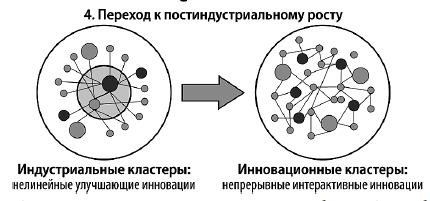 4. Переход к постиндустриальному росту
Индустриальные кластеры:
нелинейные улучшающие инновации
Инновационные кластеры:
непрерывные интерактивные инновации